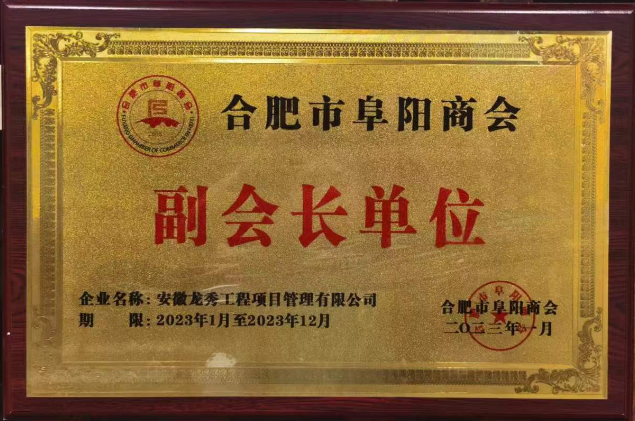 合肥市阜阳商会
副会长单位
企业名称：安徽龙秀工程项目管理有限公司
期 限：2023年1月至2023年12月
合肥市阜阳商会
二〇二三年一月